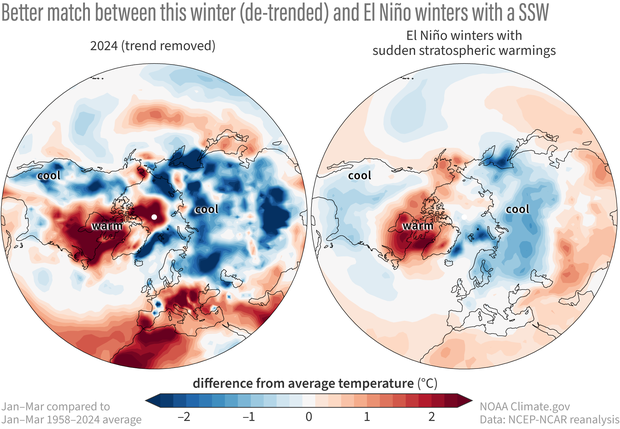 Better match between this winter (de-trended) and El Niño winters with a SSW
2024 (trend removed)
El Niño winters with
sudden stratospheric warmings
cool
cool
warm
cool
cool
warm
difference from average temperature (°C)
Jan–Mar compared to
Jan–Mar 1958–2024 average
−2 −1 0 1 2
NOAA Climate.gov
Data: NCEP-NCAR reanalysis